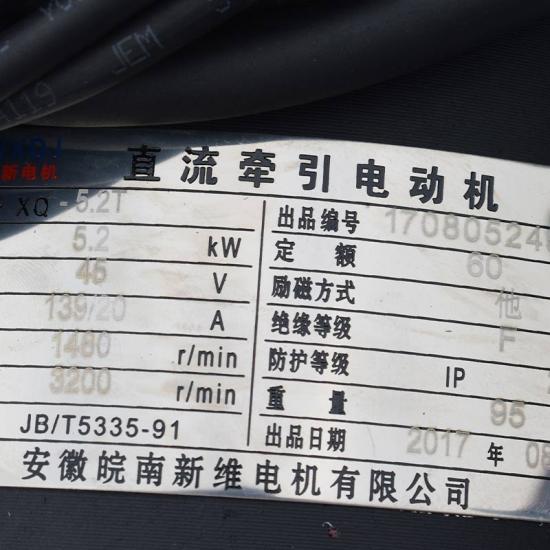 JEM
119
新电机
直流牵引电动机
XQ-5.2T
出品编号 17080524
5.2 kW
定额 60
45 V
励磁方式 他
139/20 A
绝缘等级 F
1480 r/min
防护等级 IP
3200 r/min
重量 95
JB/T5335-91
出品日期 2017 年 08
安徽皖南新维电机有限公司